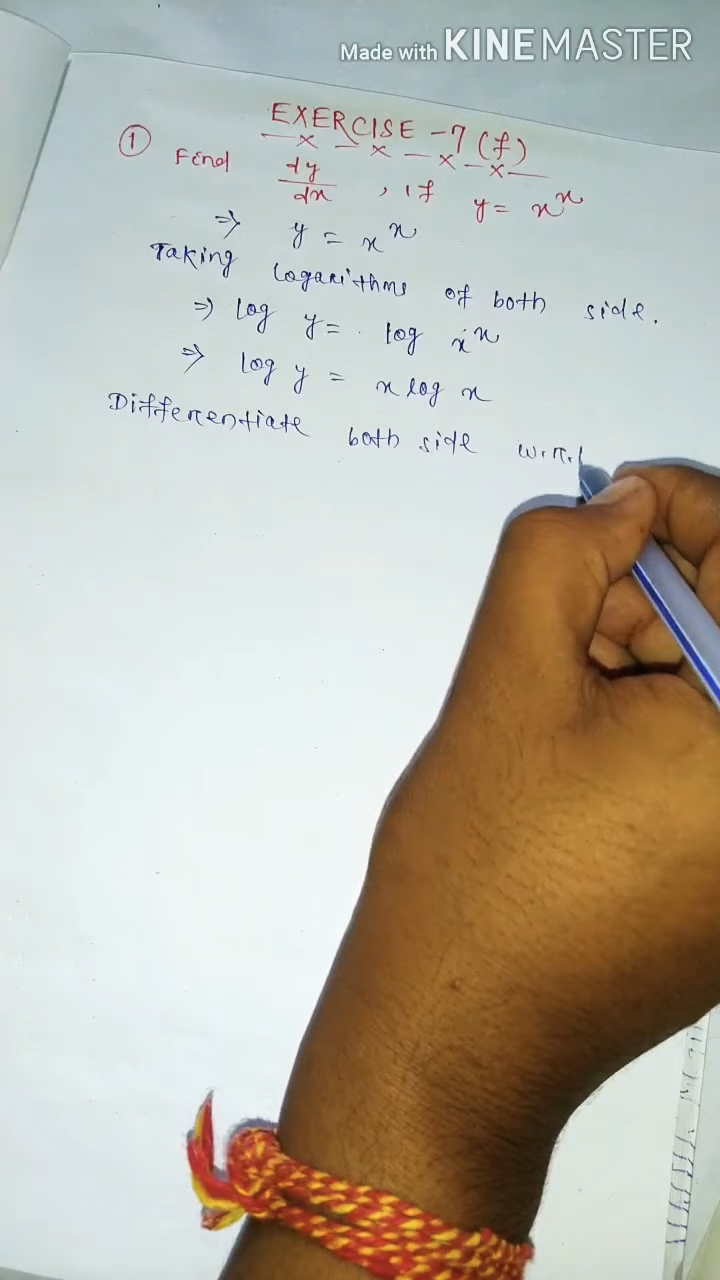 Made with KINEMASTER
EXERCISE -7 (f)
① Find dy/dx , if y = x^x
⇒ y = x^x
Taking logarithms of both side.
⇒ log y = log x^x
⇒ log y = x log x
Differentiate both side w.r.t